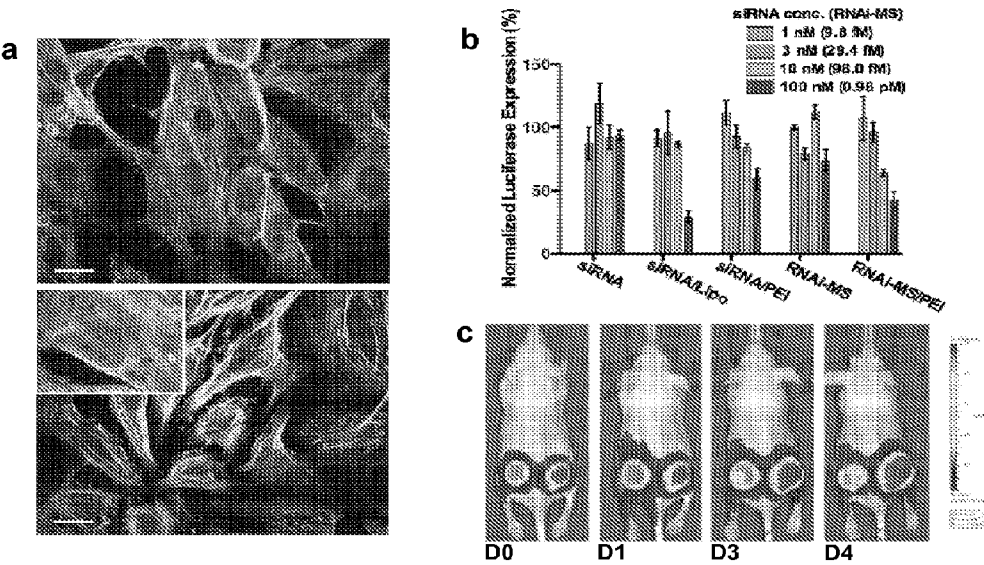 a
b
siRNA conc. (RNAi-MS)
1 nM (9.8 fM)
3 nM (29.4 fM)
10 nM (98.0 fM)
100 nM (0.98 pM)
Normalized Luciferase Expression (%)
150
100
50
0
siRNA
siRNA/Lipo
siRNA/PEI
RNAi-MS
RNAi-MS/PEI
c
D0
D1
D3
D4